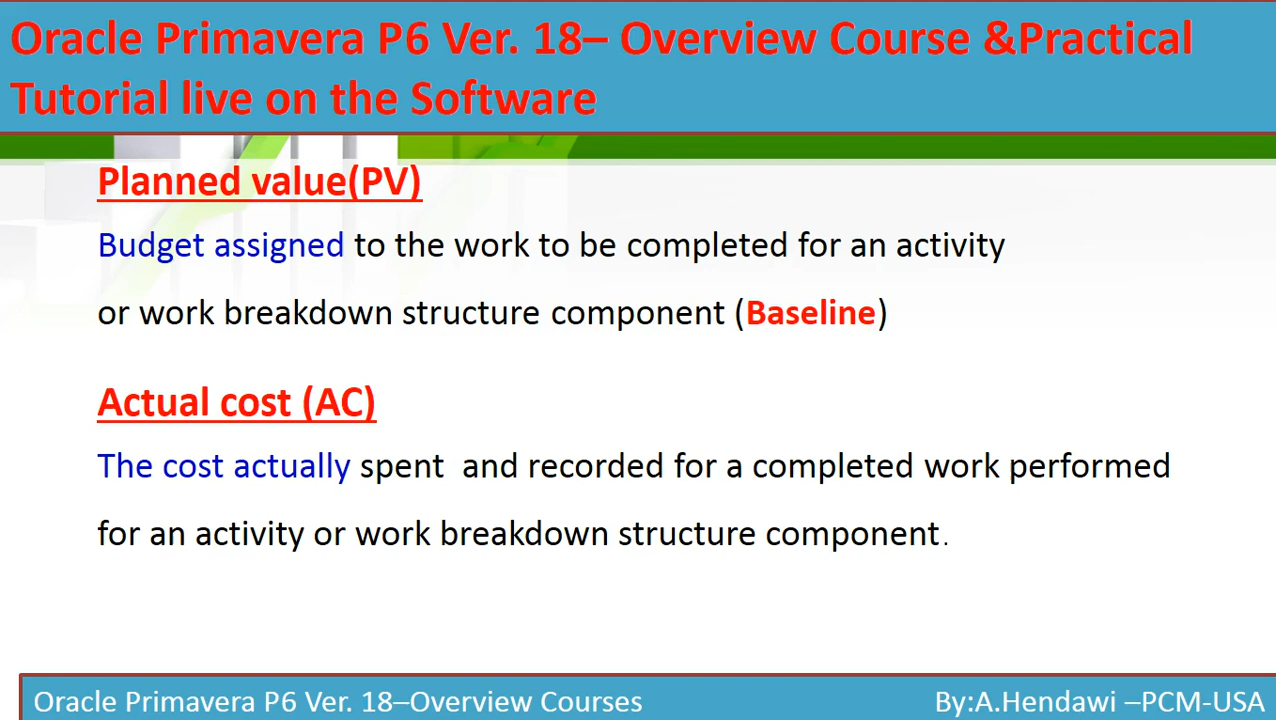 Oracle Primavera P6 Ver. 18– Overview Course &Practical
Tutorial live on the Software
Planned value(PV)
Budget assigned to the work to be completed for an activity
or work breakdown structure component (Baseline)
Actual cost (AC)
The cost actually spent  and recorded for a completed work performed
for an activity or work breakdown structure component.
Oracle Primavera P6 Ver. 18–Overview Courses
By:A.Hendawi –PCM-USA